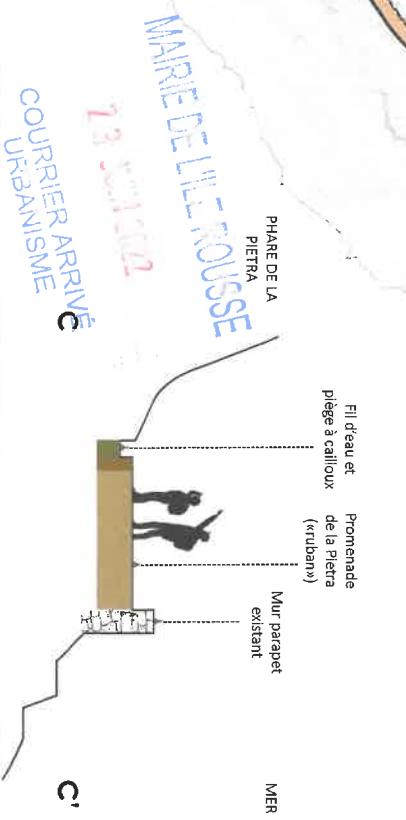 PHARE DE LA
PIETRA
Fil d'eau et
piège à cailloux
Promenade
de la Pietra
(«ruban»)
Mur parapet
existant
MER
MAIRIE DE L'ILE ROUSSE
2022
COURRIER ARRIVÉ
URBANISME
C
C'